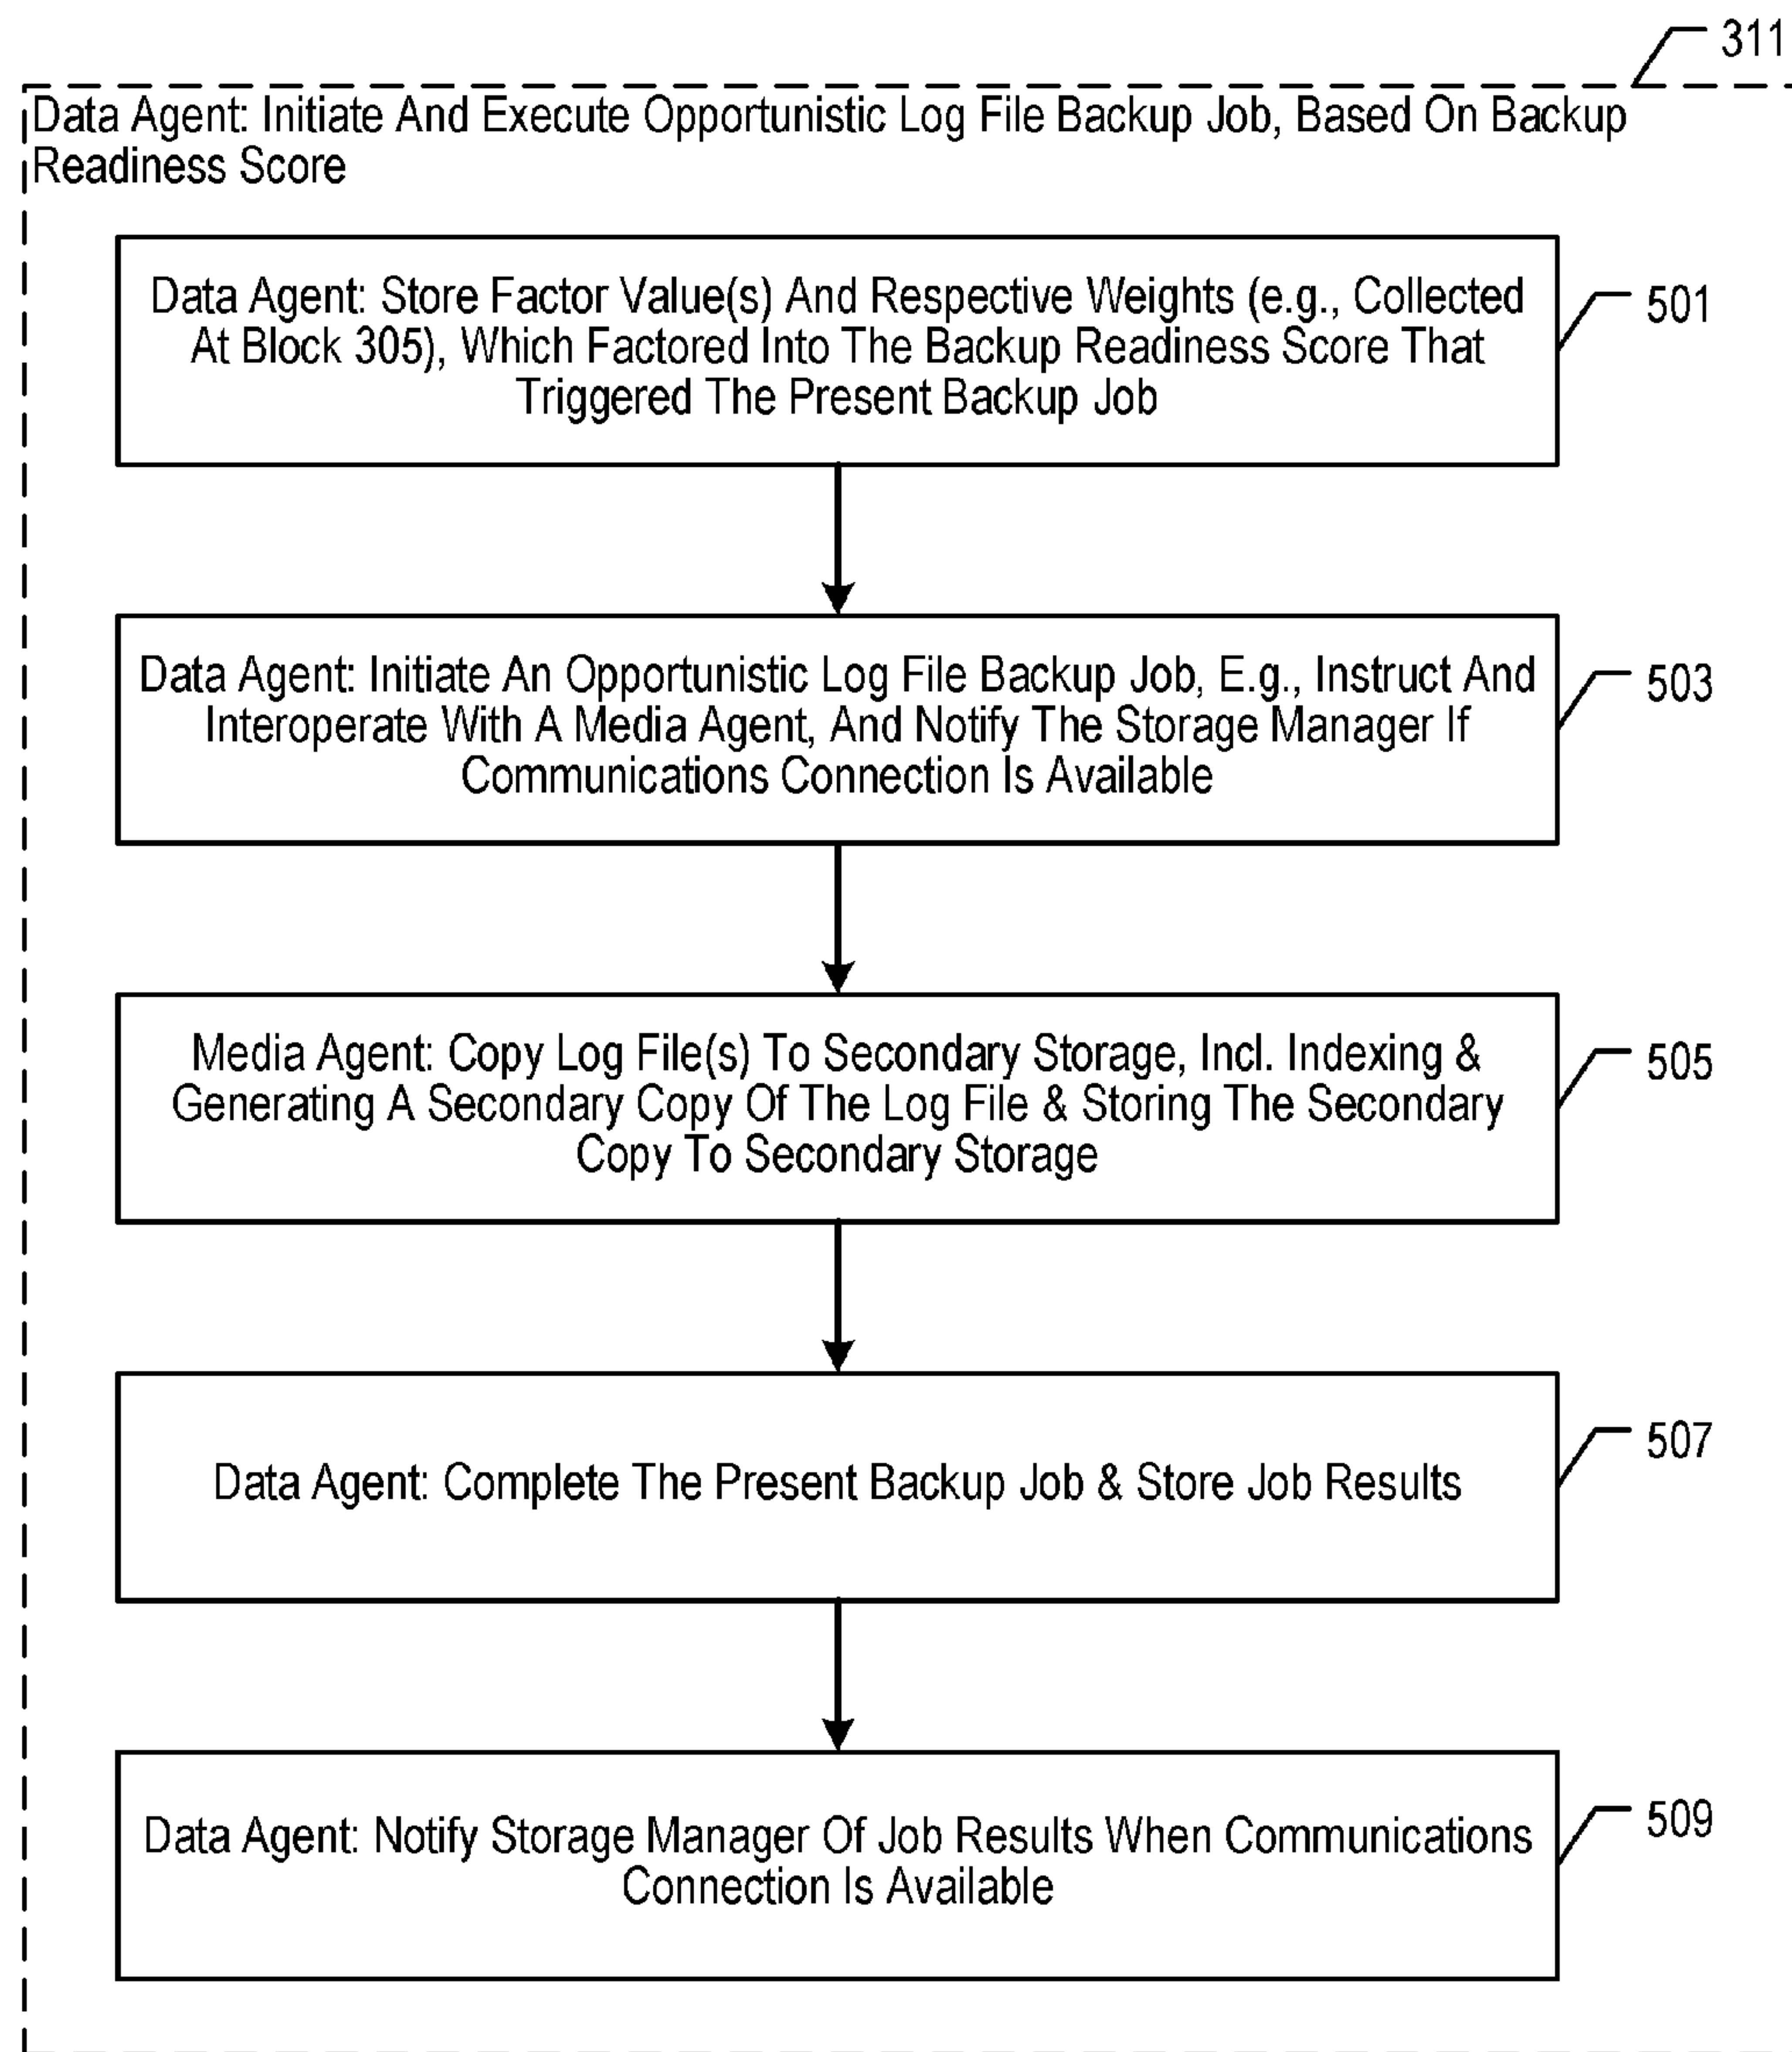 311
Data Agent: Initiate And Execute Opportunistic Log File Backup Job, Based On Backup
Readiness Score
Data Agent: Store Factor Value(s) And Respective Weights (e.g., Collected
At Block 305), Which Factored Into The Backup Readiness Score That
Triggered The Present Backup Job
501
Data Agent: Initiate An Opportunistic Log File Backup Job, E.g., Instruct And
Interoperate With A Media Agent, And Notify The Storage Manager If
Communications Connection Is Available
503
Media Agent: Copy Log File(s) To Secondary Storage, Incl. Indexing &
Generating A Secondary Copy Of The Log File & Storing The Secondary
Copy To Secondary Storage
505
Data Agent: Complete The Present Backup Job & Store Job Results
507
Data Agent: Notify Storage Manager Of Job Results When Communications
Connection Is Available
509